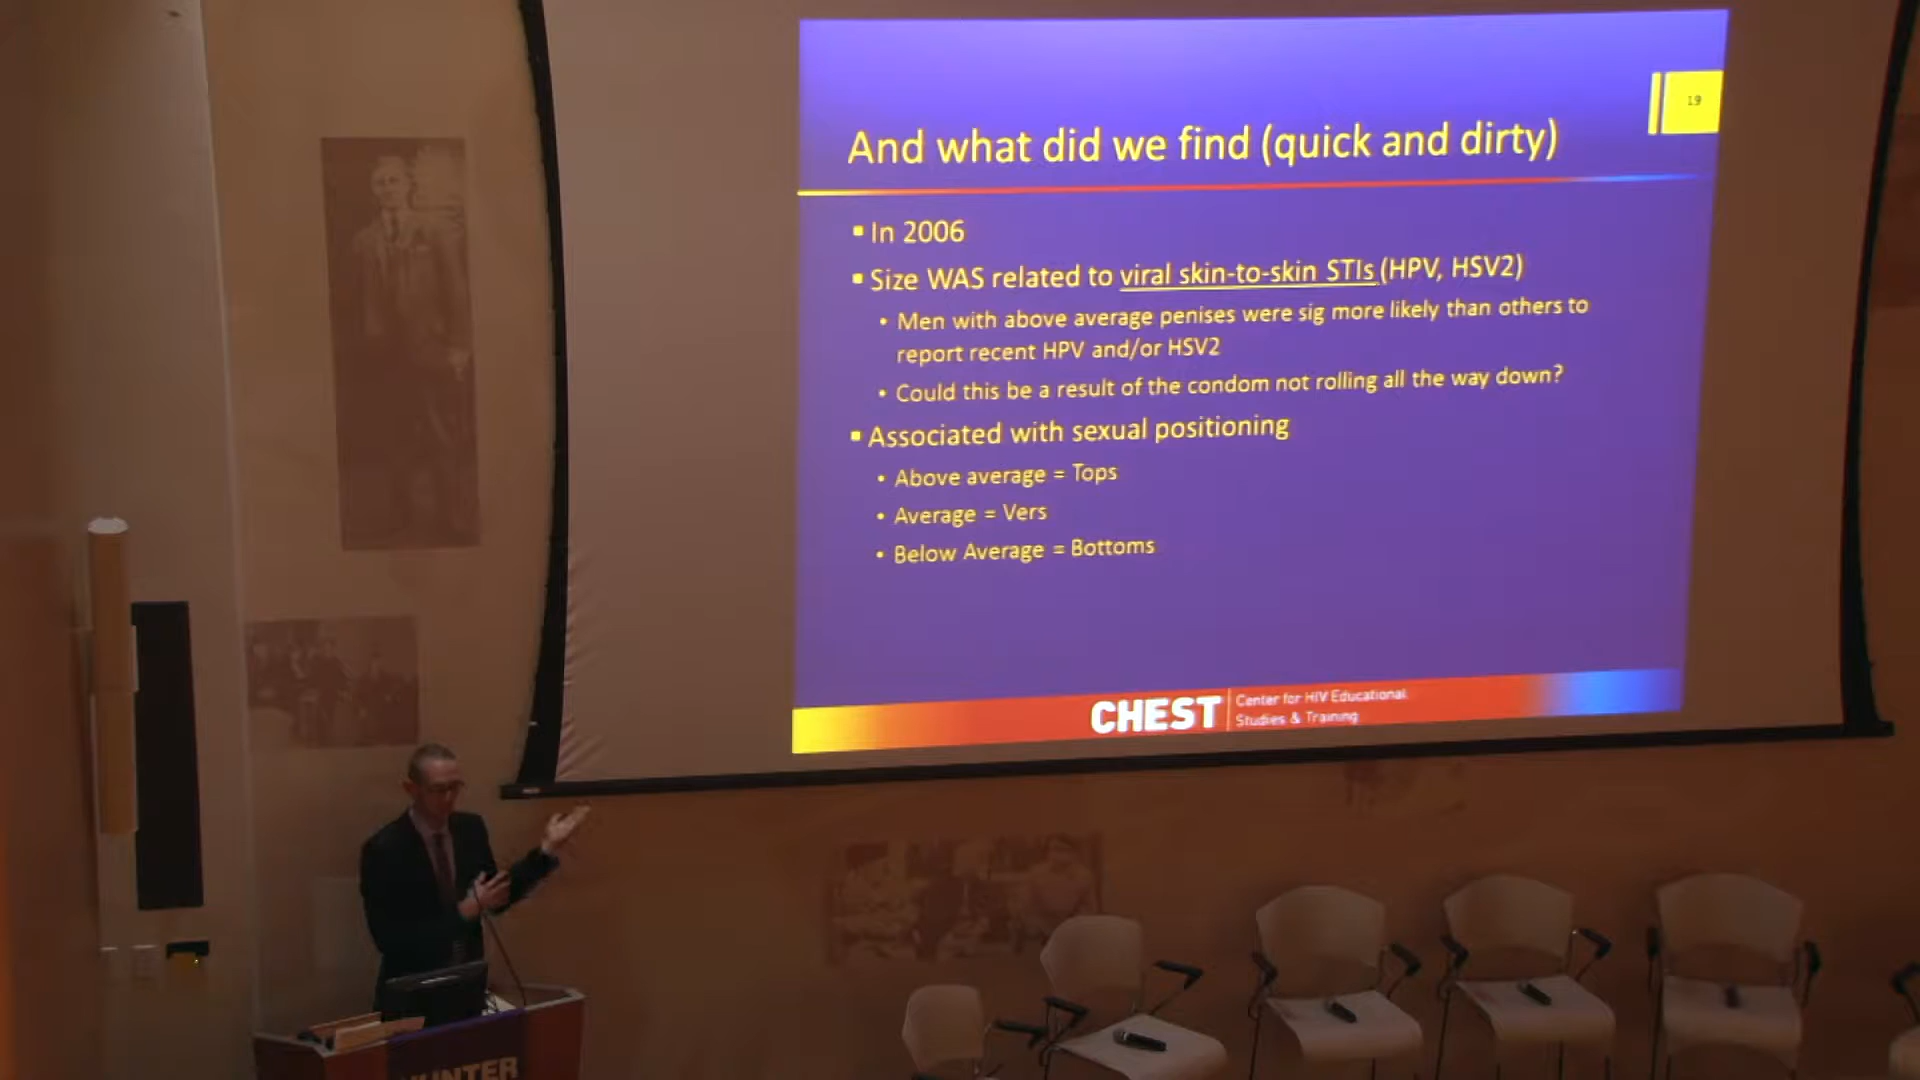 19
And what did we find (quick and dirty)
▪ In 2006
▪ Size WAS related to viral skin-to-skin STIs (HPV, HSV2)
• Men with above average penises were sig more likely than others to
report recent HPV and/or HSV2
• Could this be a result of the condom not rolling all the way down?
▪ Associated with sexual positioning
• Above average = Tops
• Average = Vers
• Below Average = Bottoms
CHEST
Center for HIV Educational
Studies & Training
HUNTER